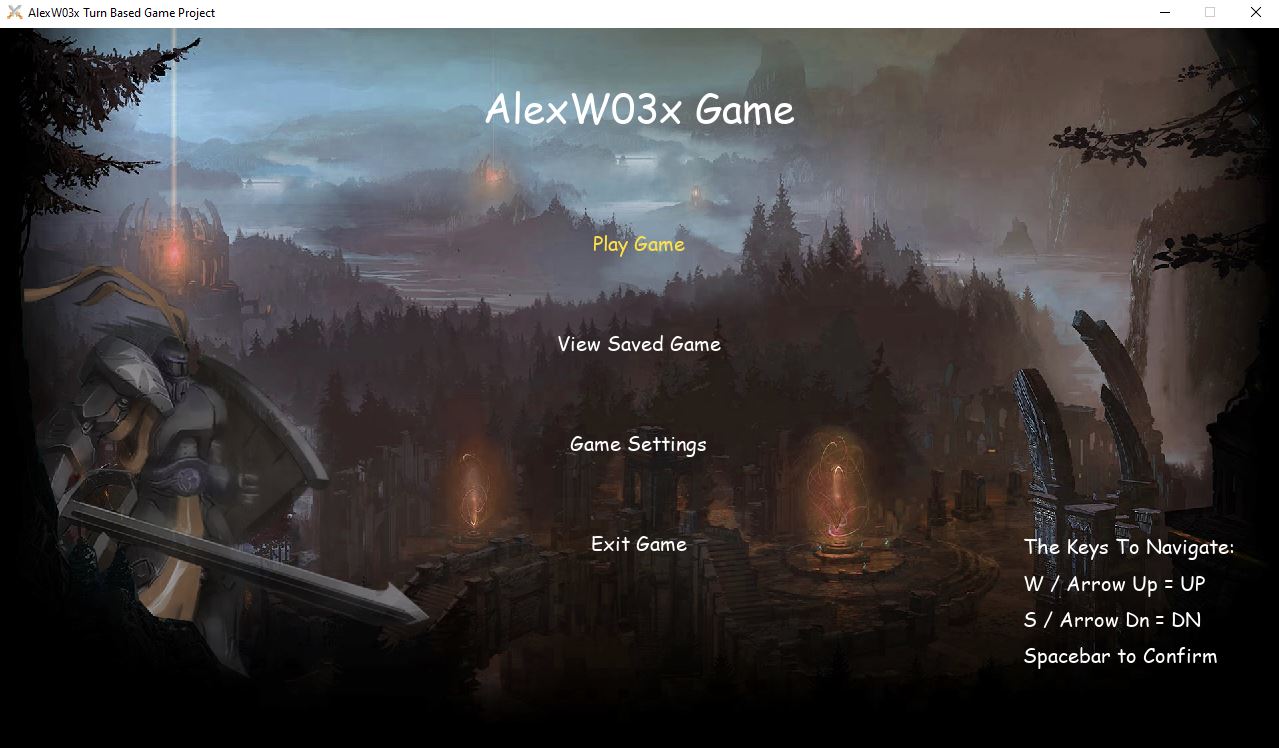 AlexW03x Turn Based Game Project
AlexW03x Game
Play Game
View Saved Game
Game Settings
Exit Game
The Keys To Navigate:
W / Arrow Up = UP
S / Arrow Dn = DN
Spacebar to Confirm